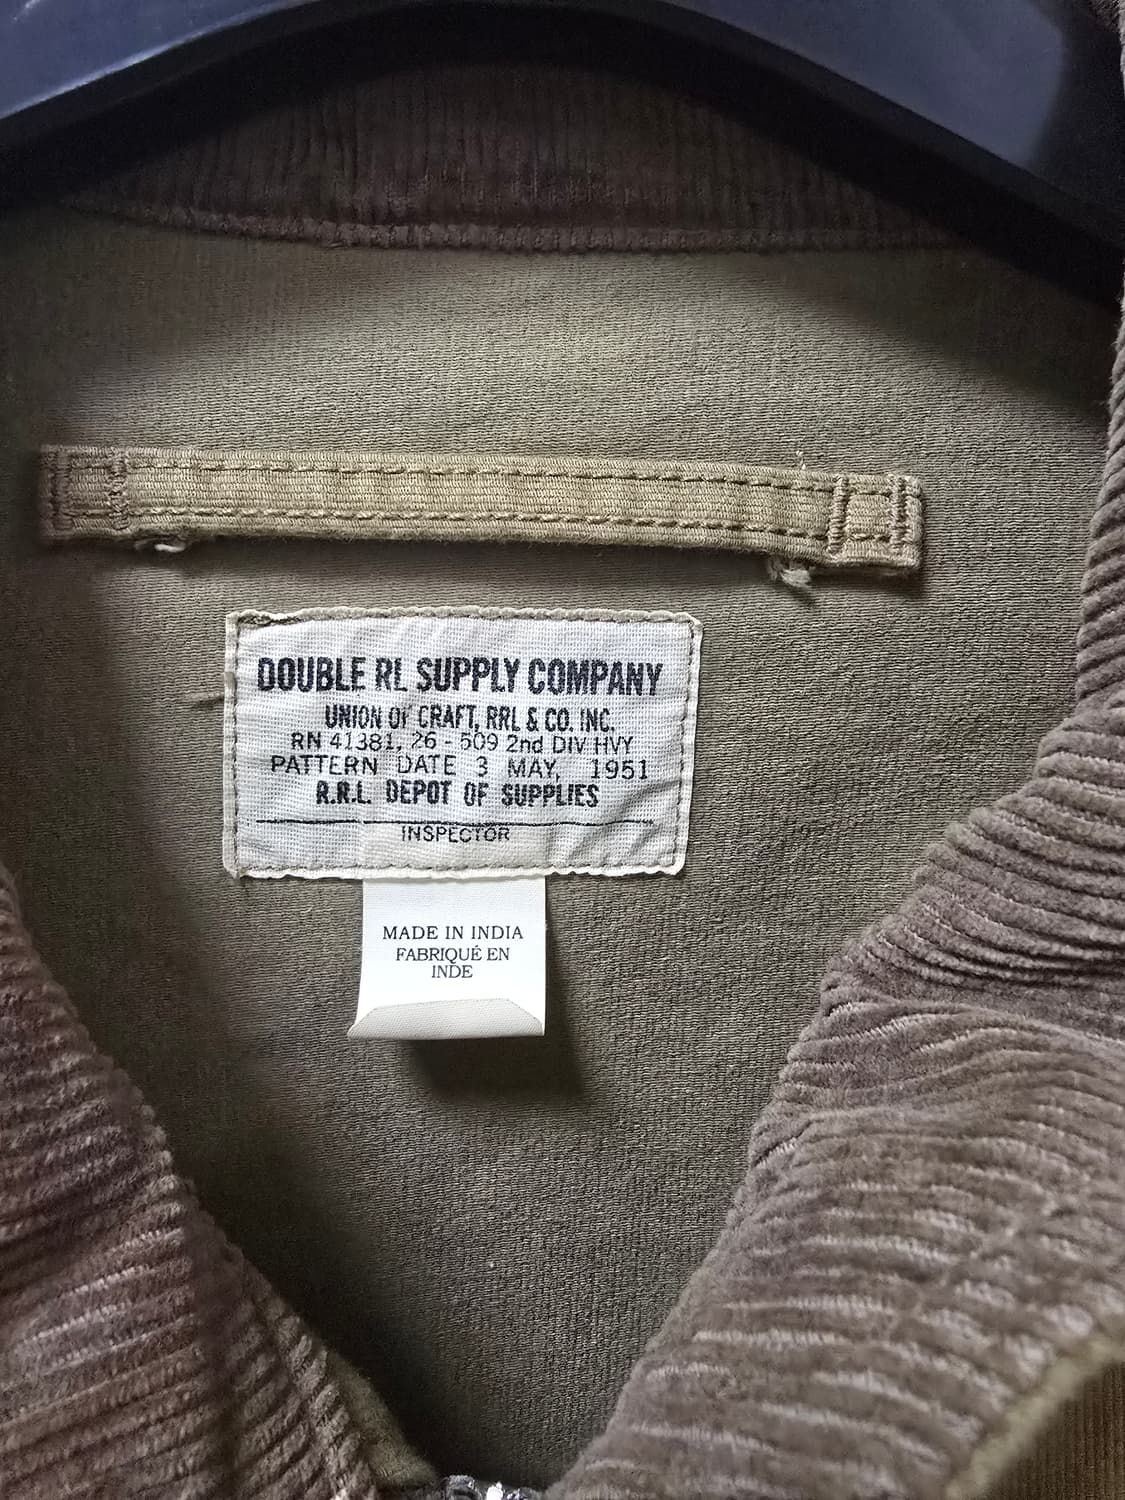 DOUBLE RL SUPPLY COMPANY
UNION OF CRAFT, RRL & CO. INC.
RN 41381, 26 - 509 2nd DIV HVY
PATTERN DATE 3 MAY, 1951
R.R.L. DEPOT OF SUPPLIES
INSPECTOR
MADE IN INDIA
FABRIQUÉ EN
INDE